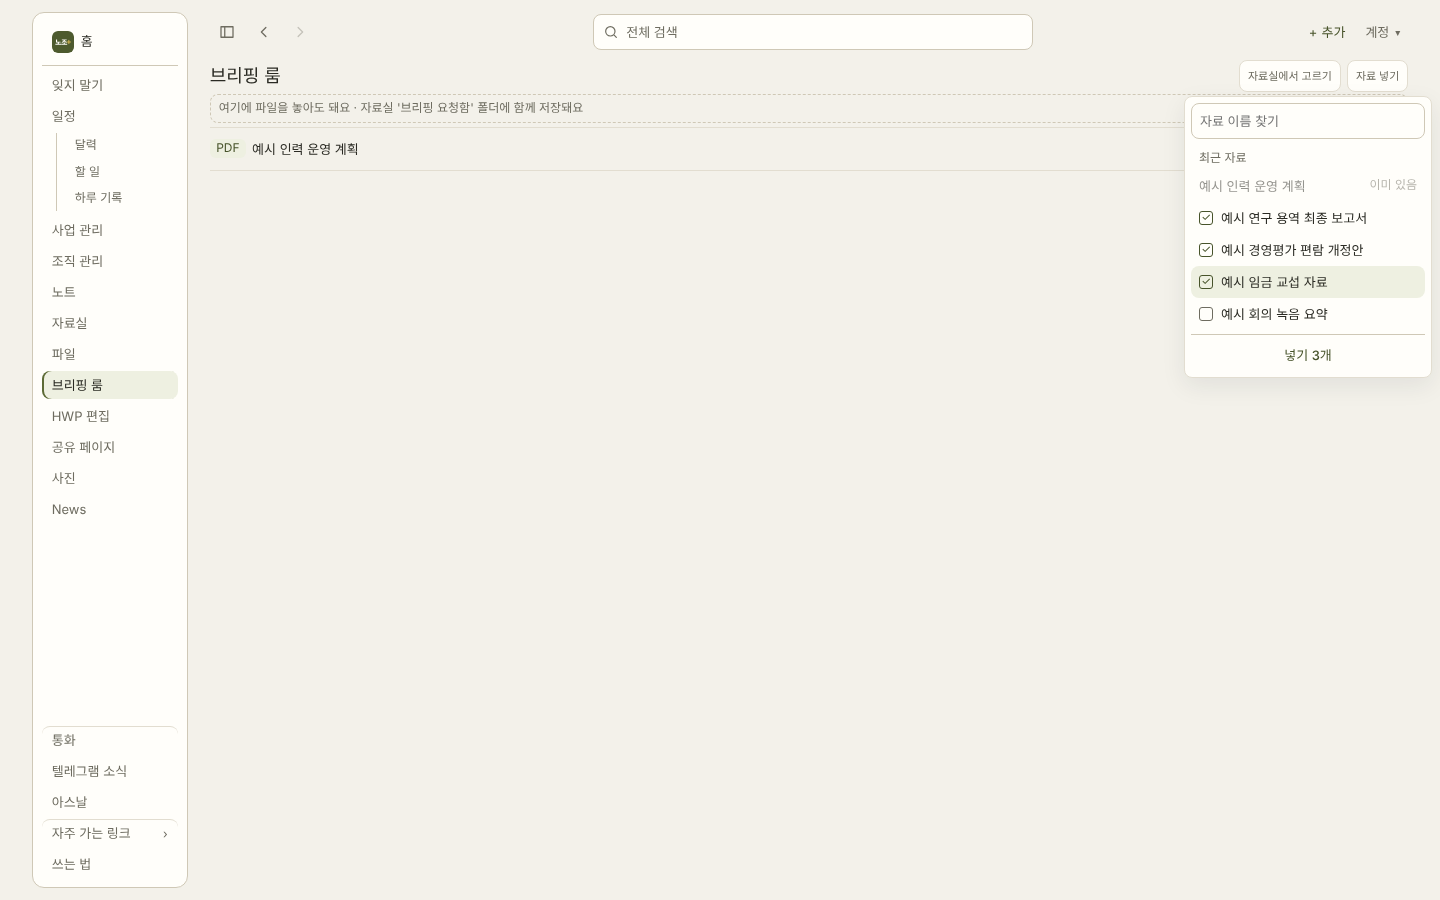 노조+ 홈
잊지 말기
일정
달력
할 일
하루 기록
사업 관리
조직 관리
노트
자료실
파일
브리핑 룸
HWP 편집
공유 페이지
사진
News
통화
텔레그램 소식
아스날
자주 가는 링크 ›
쓰는 법
전체 검색
+ 추가
계정 ▾
브리핑 룸
자료실에서 고르기
자료 넣기
여기에 파일을 놓아도 돼요 · 자료실 '브리핑 요청함' 폴더에 함께 저장돼요
PDF 예시 인력 운영 계획
자료 이름 찾기
최근 자료
예시 인력 운영 계획 이미 있음
예시 연구 용역 최종 보고서
예시 경영평가 편람 개정안
예시 임금 교섭 자료
예시 회의 녹음 요약
넣기 3개